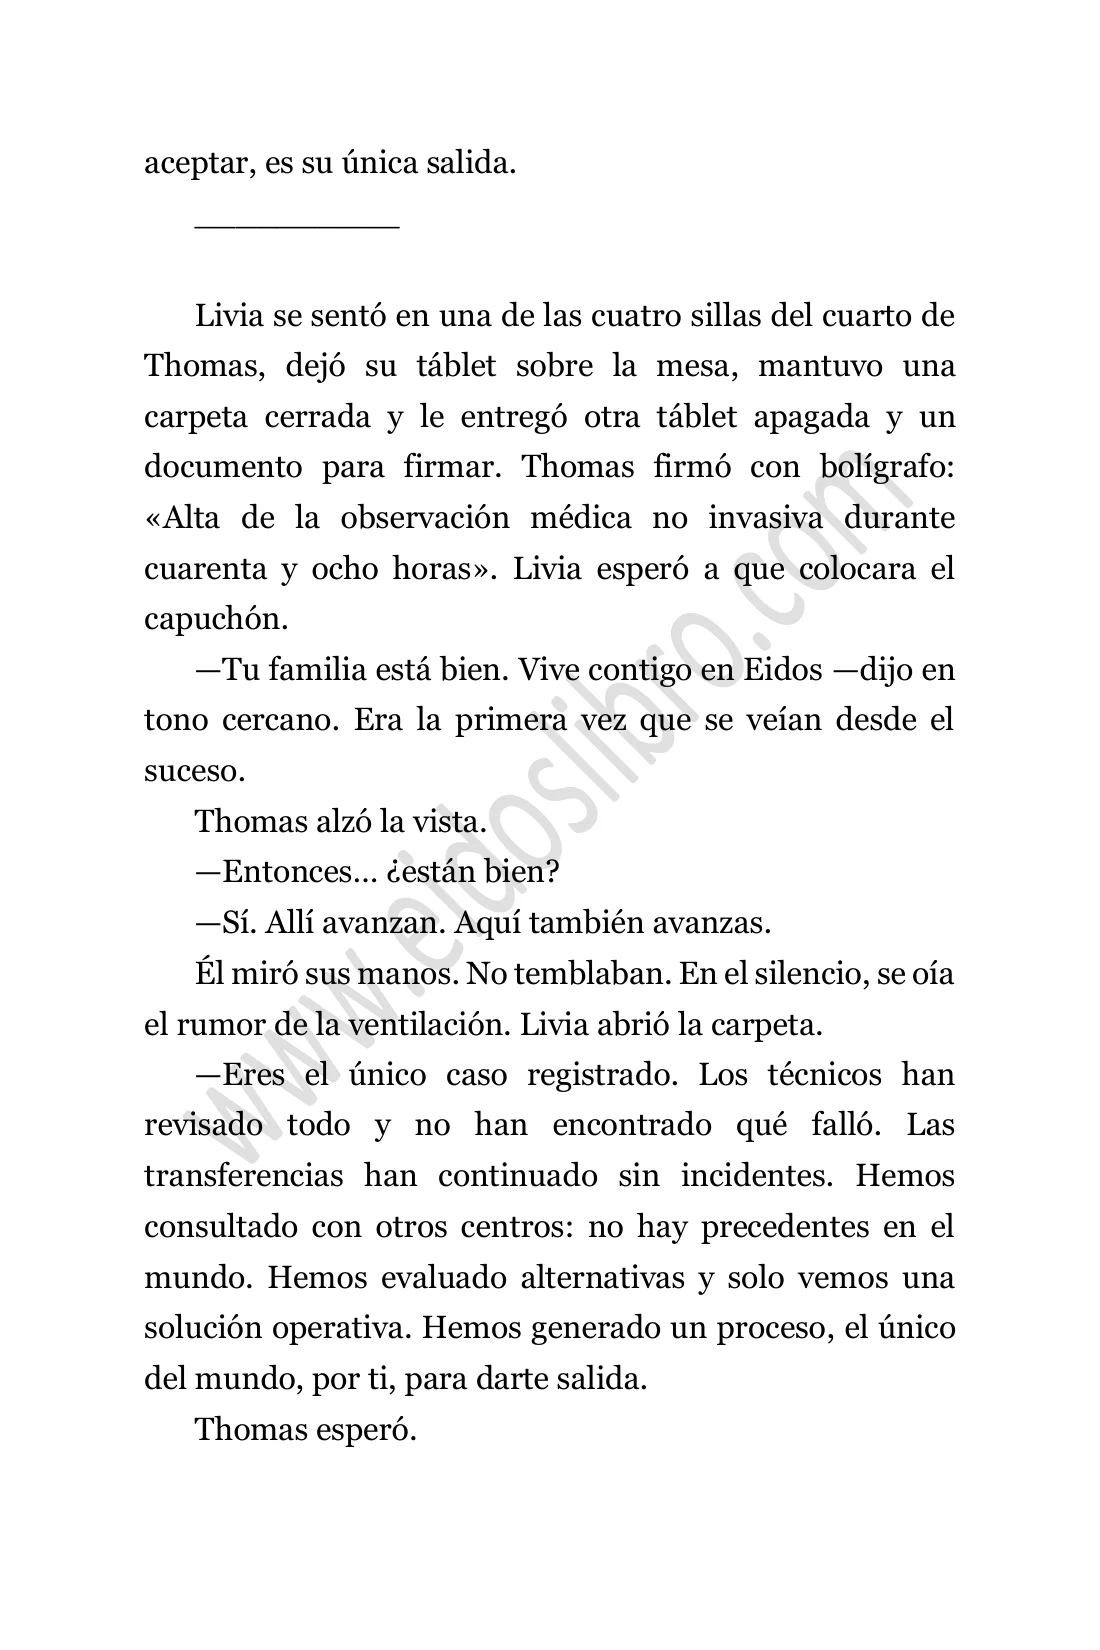 aceptar, es su única salida.
__________
Livia se sentó en una de las cuatro sillas del cuarto de
Thomas, dejó su táblet sobre la mesa, mantuvo una
carpeta cerrada y le entregó otra táblet apagada y un
documento para firmar. Thomas firmó con bolígrafo:
«Alta de la observación médica no invasiva durante
cuarenta y ocho horas». Livia esperó a que colocara el
capuchón.
—Tu familia está bien. Vive contigo en Eidos —dijo en
tono cercano. Era la primera vez que se veían desde el
suceso.
Thomas alzó la vista.
—Entonces... ¿están bien?
—Sí. Allí avanzan. Aquí también avanzas.
Él miró sus manos. No temblaban. En el silencio, se oía
el rumor de la ventilación. Livia abrió la carpeta.
—Eres el único caso registrado. Los técnicos han
revisado todo y no han encontrado qué falló. Las
transferencias han continuado sin incidentes. Hemos
consultado con otros centros: no hay precedentes en el
mundo. Hemos evaluado alternativas y solo vemos una
solución operativa. Hemos generado un proceso, el único
del mundo, por ti, para darte salida.
Thomas esperó.
www.eidoslibro.com